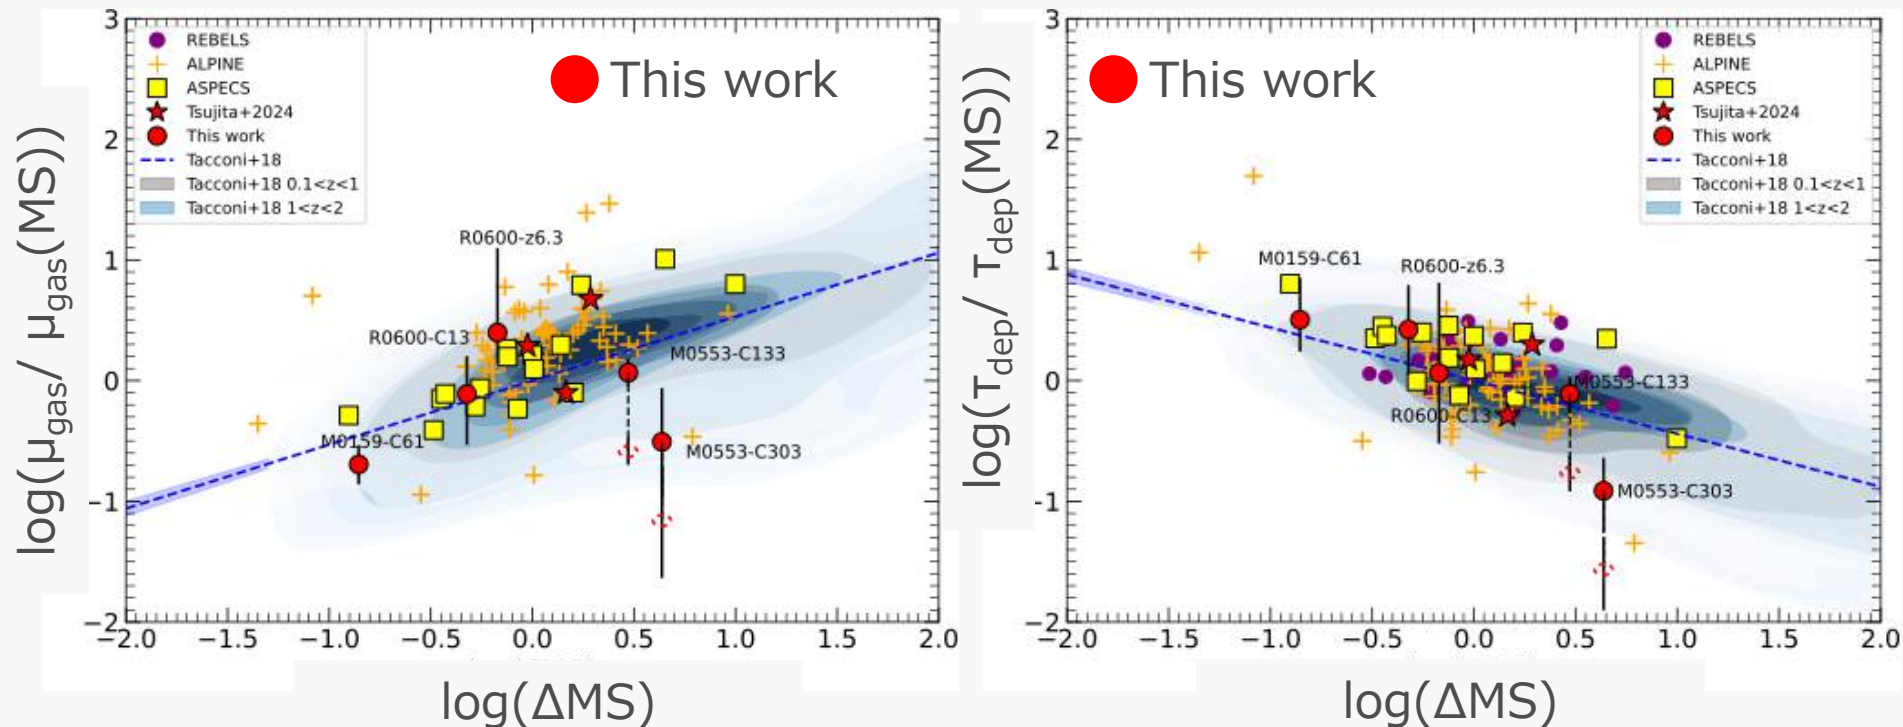 log(μgas/ μgas(MS))
3
2
1
0
−1
−2
REBELS
ALPINE
ASPECS
Tsujita+2024
This work
Tacconi+18
Tacconi+18 0.1<z<1
Tacconi+18 1<z<2
This work
R0600-z6.3
R0600-C13
M0553-C133
M0159-C61
M0553-C303
−2.0 −1.5 −1.0 −0.5 0.0 0.5 1.0 1.5 2.0
log(ΔMS)
log(Tdep/ Tdep(MS))
3
2
1
0
−1
−2
This work
REBELS
ALPINE
ASPECS
Tsujita+2024
This work
Tacconi+18
Tacconi+18 0.1<z<1
Tacconi+18 1<z<2
M0159-C61
R0600-z6.3
M0553-C133
R0600-C13
M0553-C303
−2.0 −1.5 −1.0 −0.5 0.0 0.5 1.0 1.5 2.0
log(ΔMS)